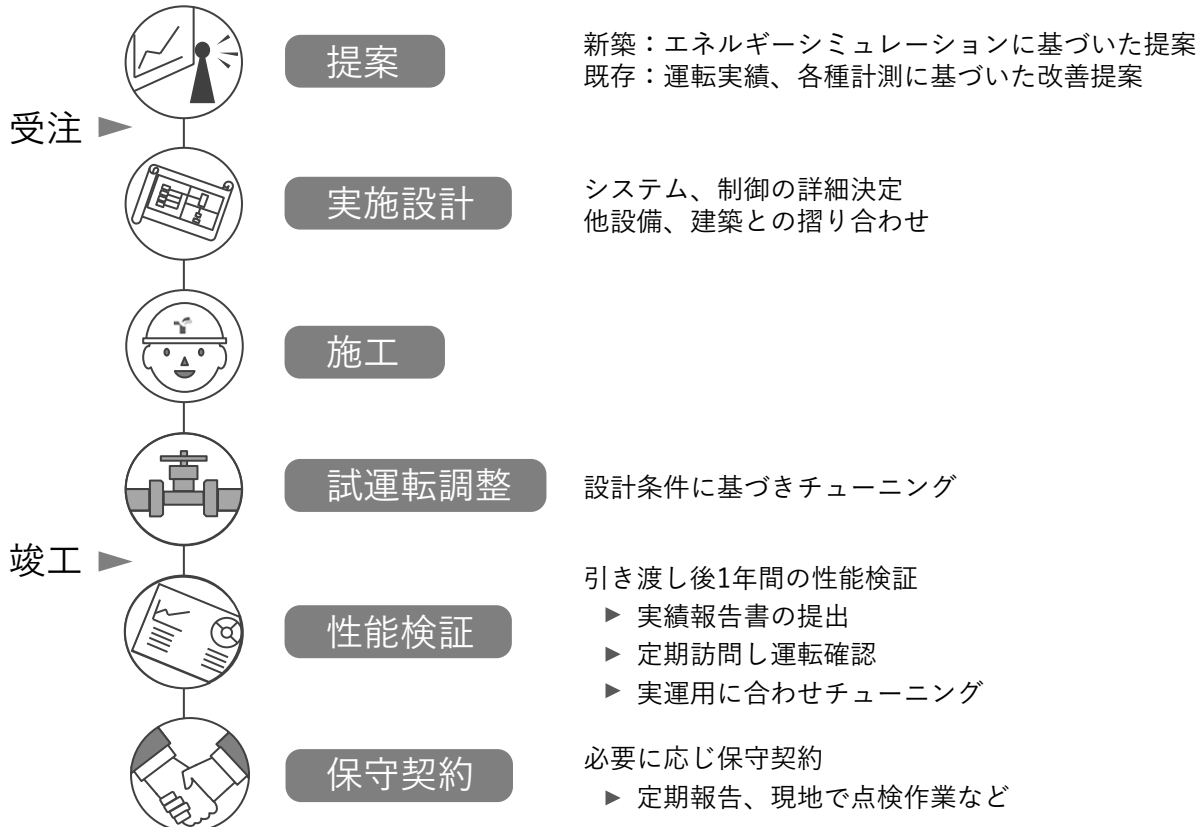 提案
新築：エネルギーシミュレーションに基づいた提案
既存：運転実績、各種計測に基づいた改善提案
受注 ►
実施設計
システム、制御の詳細決定
他設備、建築との摺り合わせ
施工
試運転調整
設計条件に基づきチューニング
竣工 ►
性能検証
引き渡し後1年間の性能検証
► 実績報告書の提出
► 定期訪問し運転確認
► 実運用に合わせチューニング
保守契約
必要に応じ保守契約
► 定期報告、現地で点検作業など